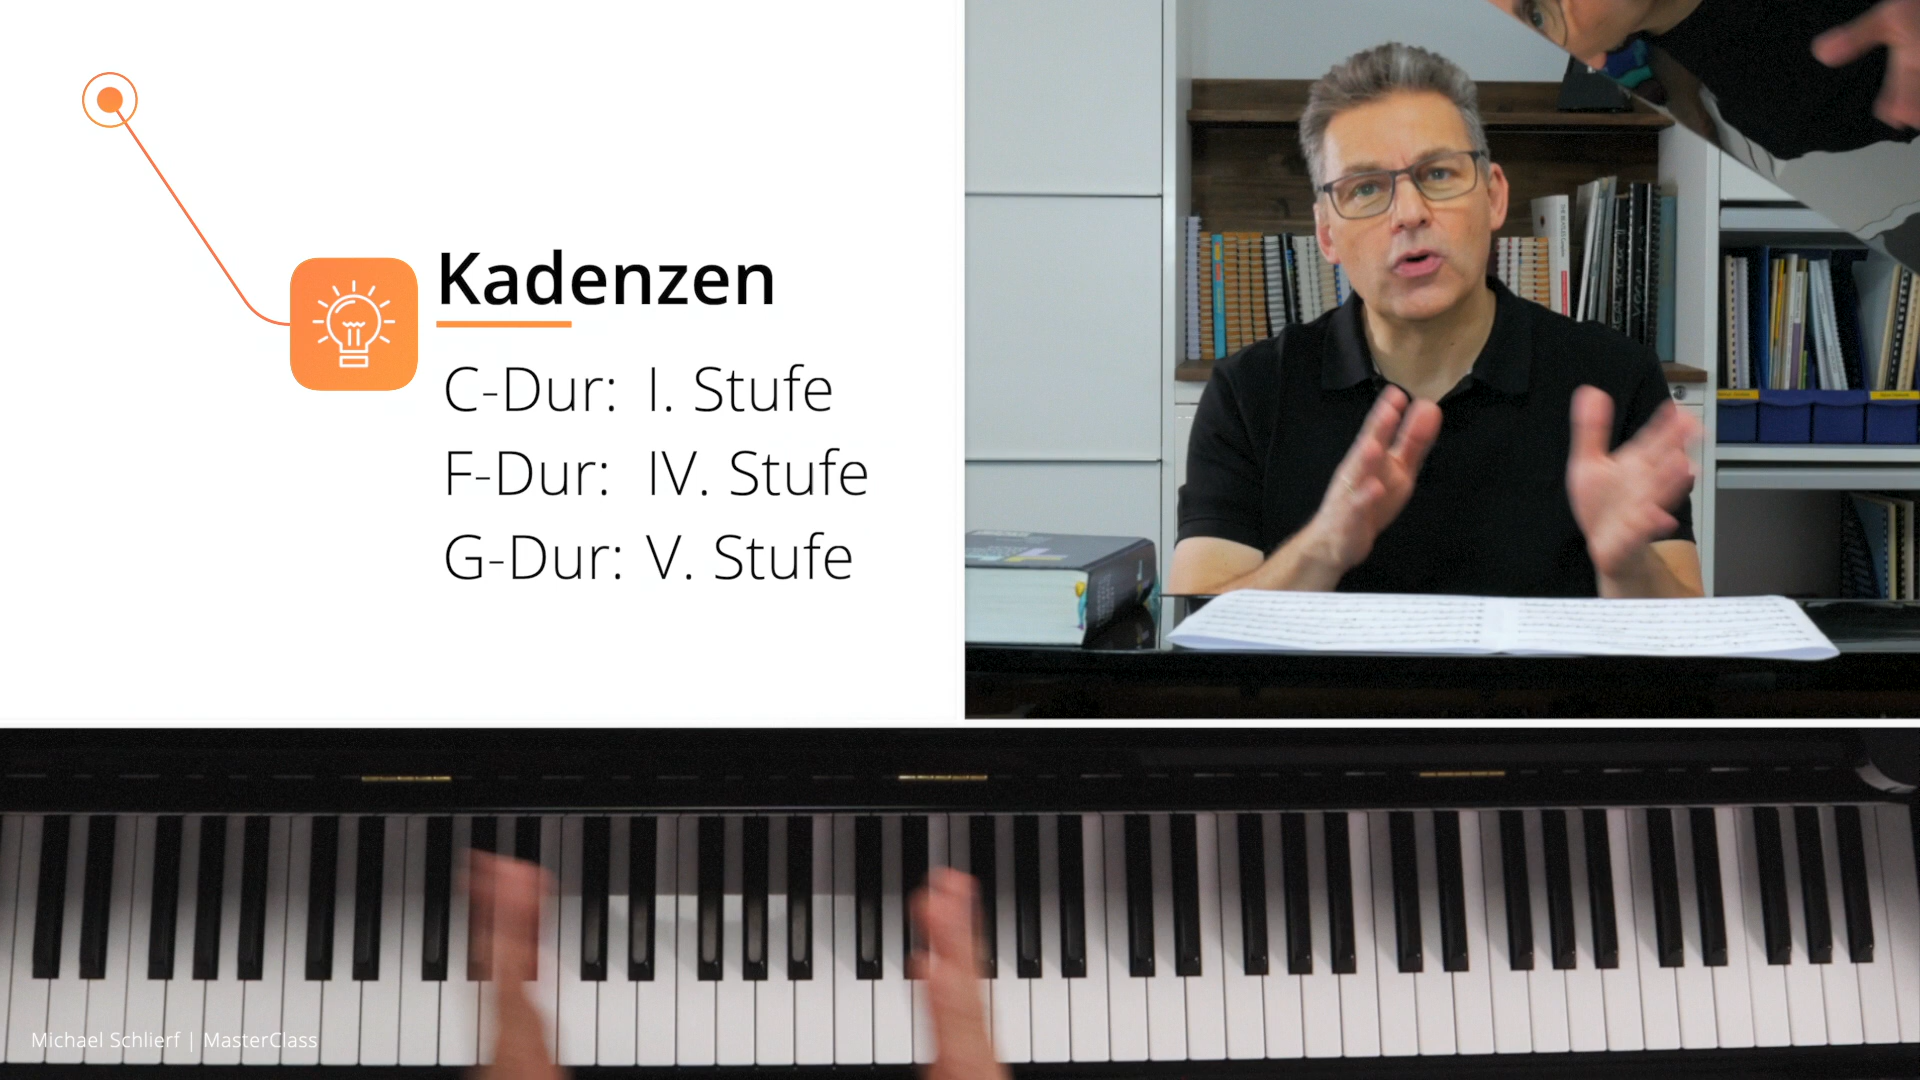 Kadenzen
C-Dur: I. Stufe
F-Dur: IV. Stufe
G-Dur: V. Stufe
Michael Schlierf | MasterClass